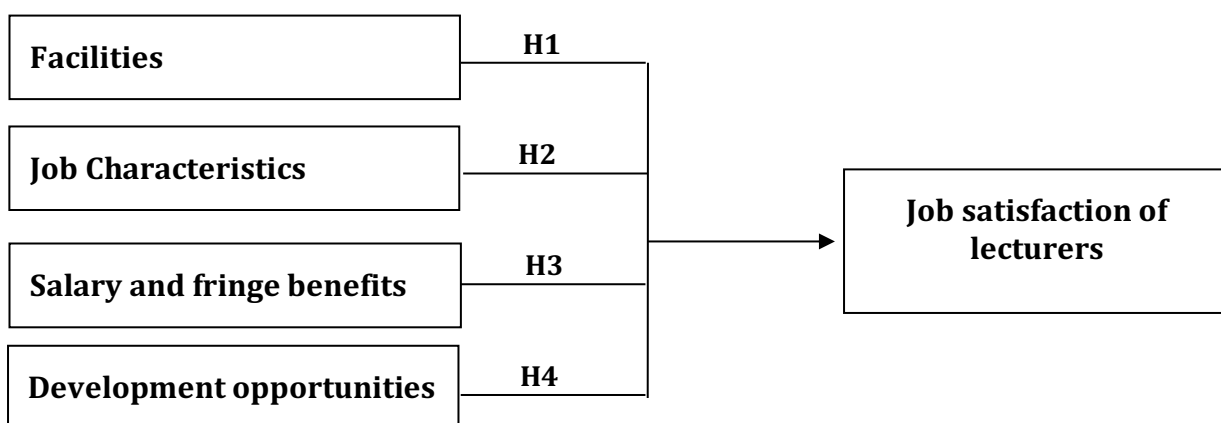 Facilities
H1
Job Characteristics
H2
Salary and fringe benefits
H3
Development opportunities
H4
Job satisfaction of
lecturers